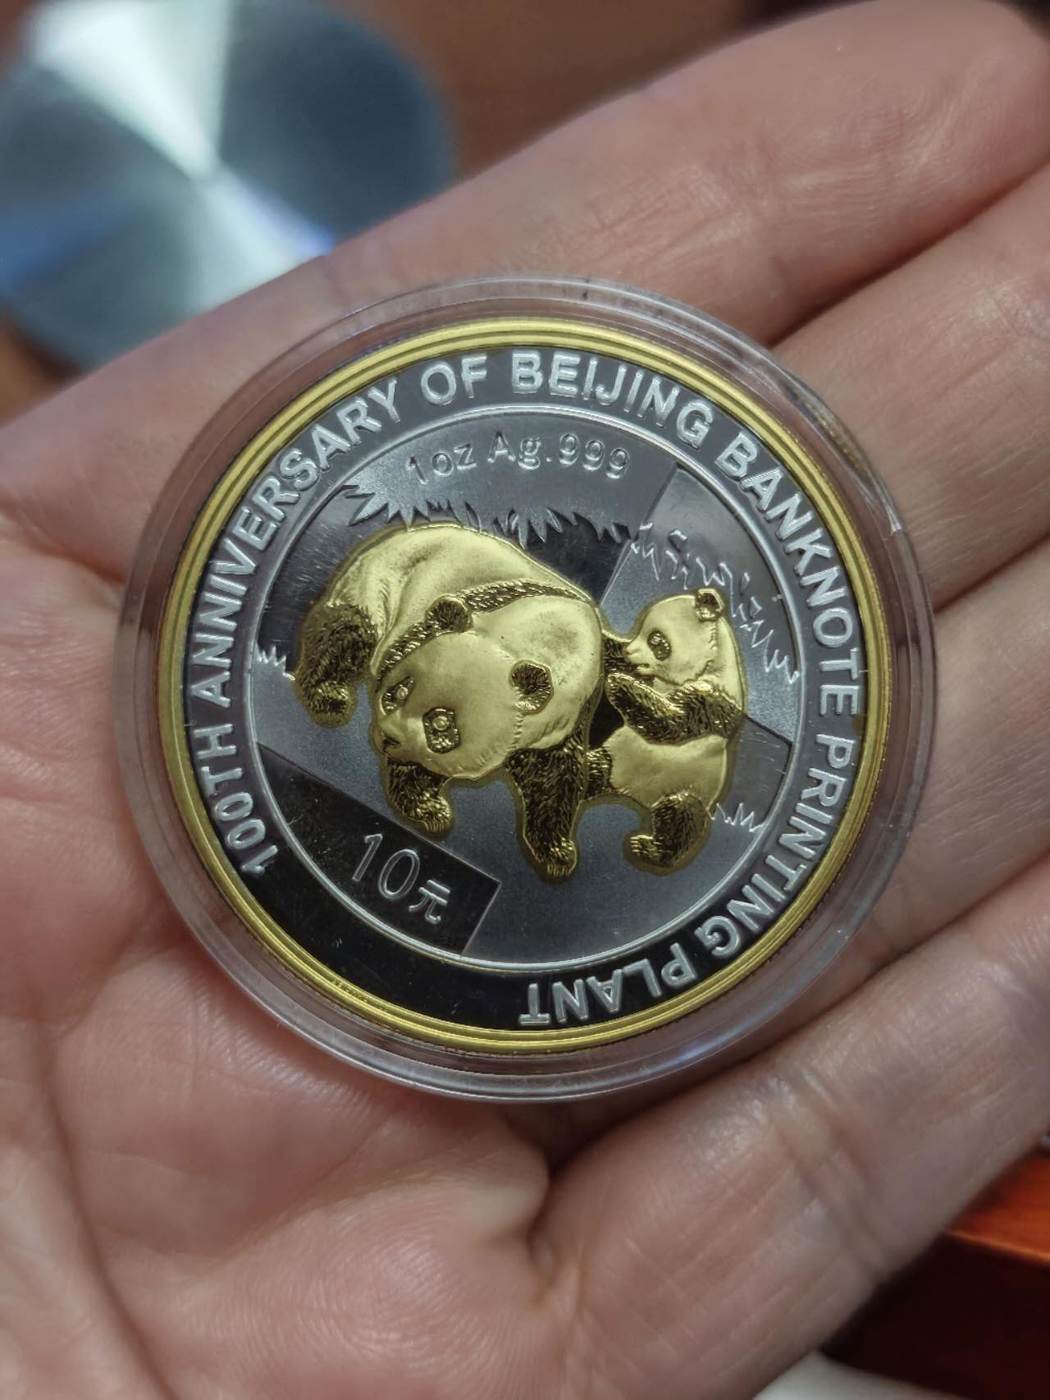 100TH ANNIVERSARY OF BEIJING BANKNOTE PRINTING PLANT
1oz Ag.999
10元